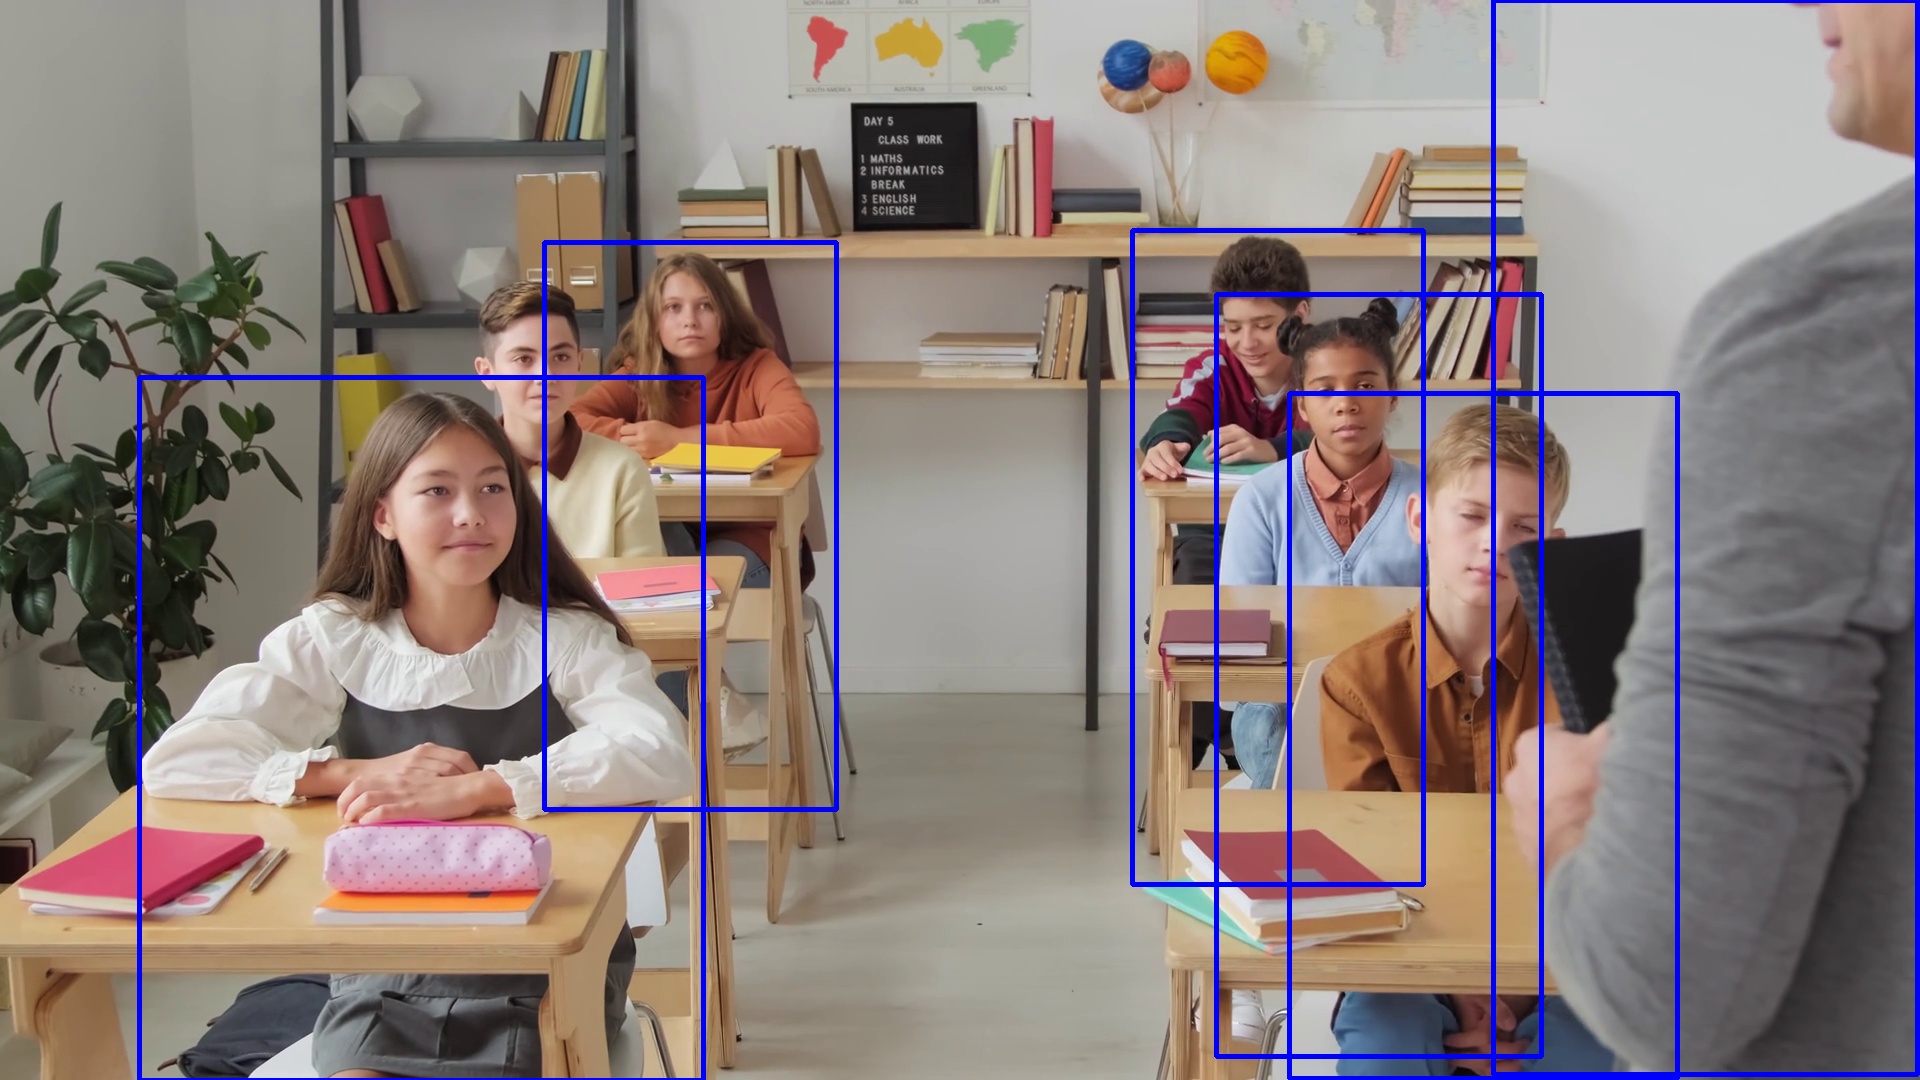 NORTH AMERICA
AFRICA
EUROPE
SOUTH AMERICA
AUSTRALIA
GREENLAND
DAY 5
CLASS WORK
1 MATHS
2 INFORMATICS
BREAK
3 ENGLISH
4 SCIENCE